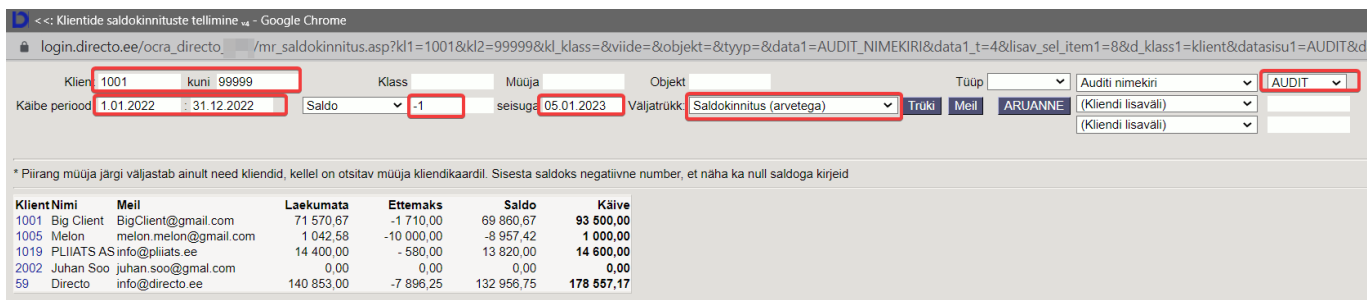 <<: Klientide saldokinnituste tellimine v4 - Google Chrome
login.directo.ee/ocra_directo_ /mr_saldokinnitus.asp?kl1=1001&kl2=99999&kl_klass=&viide=&objekt=&tyyp=&data1=AUDIT_NIMEKIRI&data1_t=4&lisav_sel_item1=8&d_klass1=klient&datasisu1=AUDIT&d
Klient 1001 kuni 99999 Klass Müüja Objekt Tüüp Auditi nimekiri AUDIT
Käibe periood 1.01.2022 : 31.12.2022 Saldo -1 seisuga 05.01.2023 Väljatrükk: Saldokinnitus (arvetega) Trüki Meil ARUANNE (Kliendi lisaväli)
(Kliendi lisaväli)
* Piirang müüja järgi väljastab ainult need kliendid, kellel on otsitav müüja kliendikaardil. Sisesta saldoks negatiivne number, et näha ka null saldoga kirjeid
Klient Nimi Meil Laekumata Ettemaks Saldo Käive
1001 Big Client BigClient@gmail.com 71 570,67 -1 710,00 69 860,67 93 500,00
1005 Melon melon.melon@gmail.com 1 042,58 -10 000,00 -8 957,42 1 000,00
1019 PLIIATS AS info@pliiats.ee 14 400,00 - 580,00 13 820,00 14 600,00
2002 Juhan Soo juhan.soo@gmal.com 0,00 0,00 0,00 0,00
59 Directo info@directo.ee 140 853,00 -7 896,25 132 956,75 178 557,17